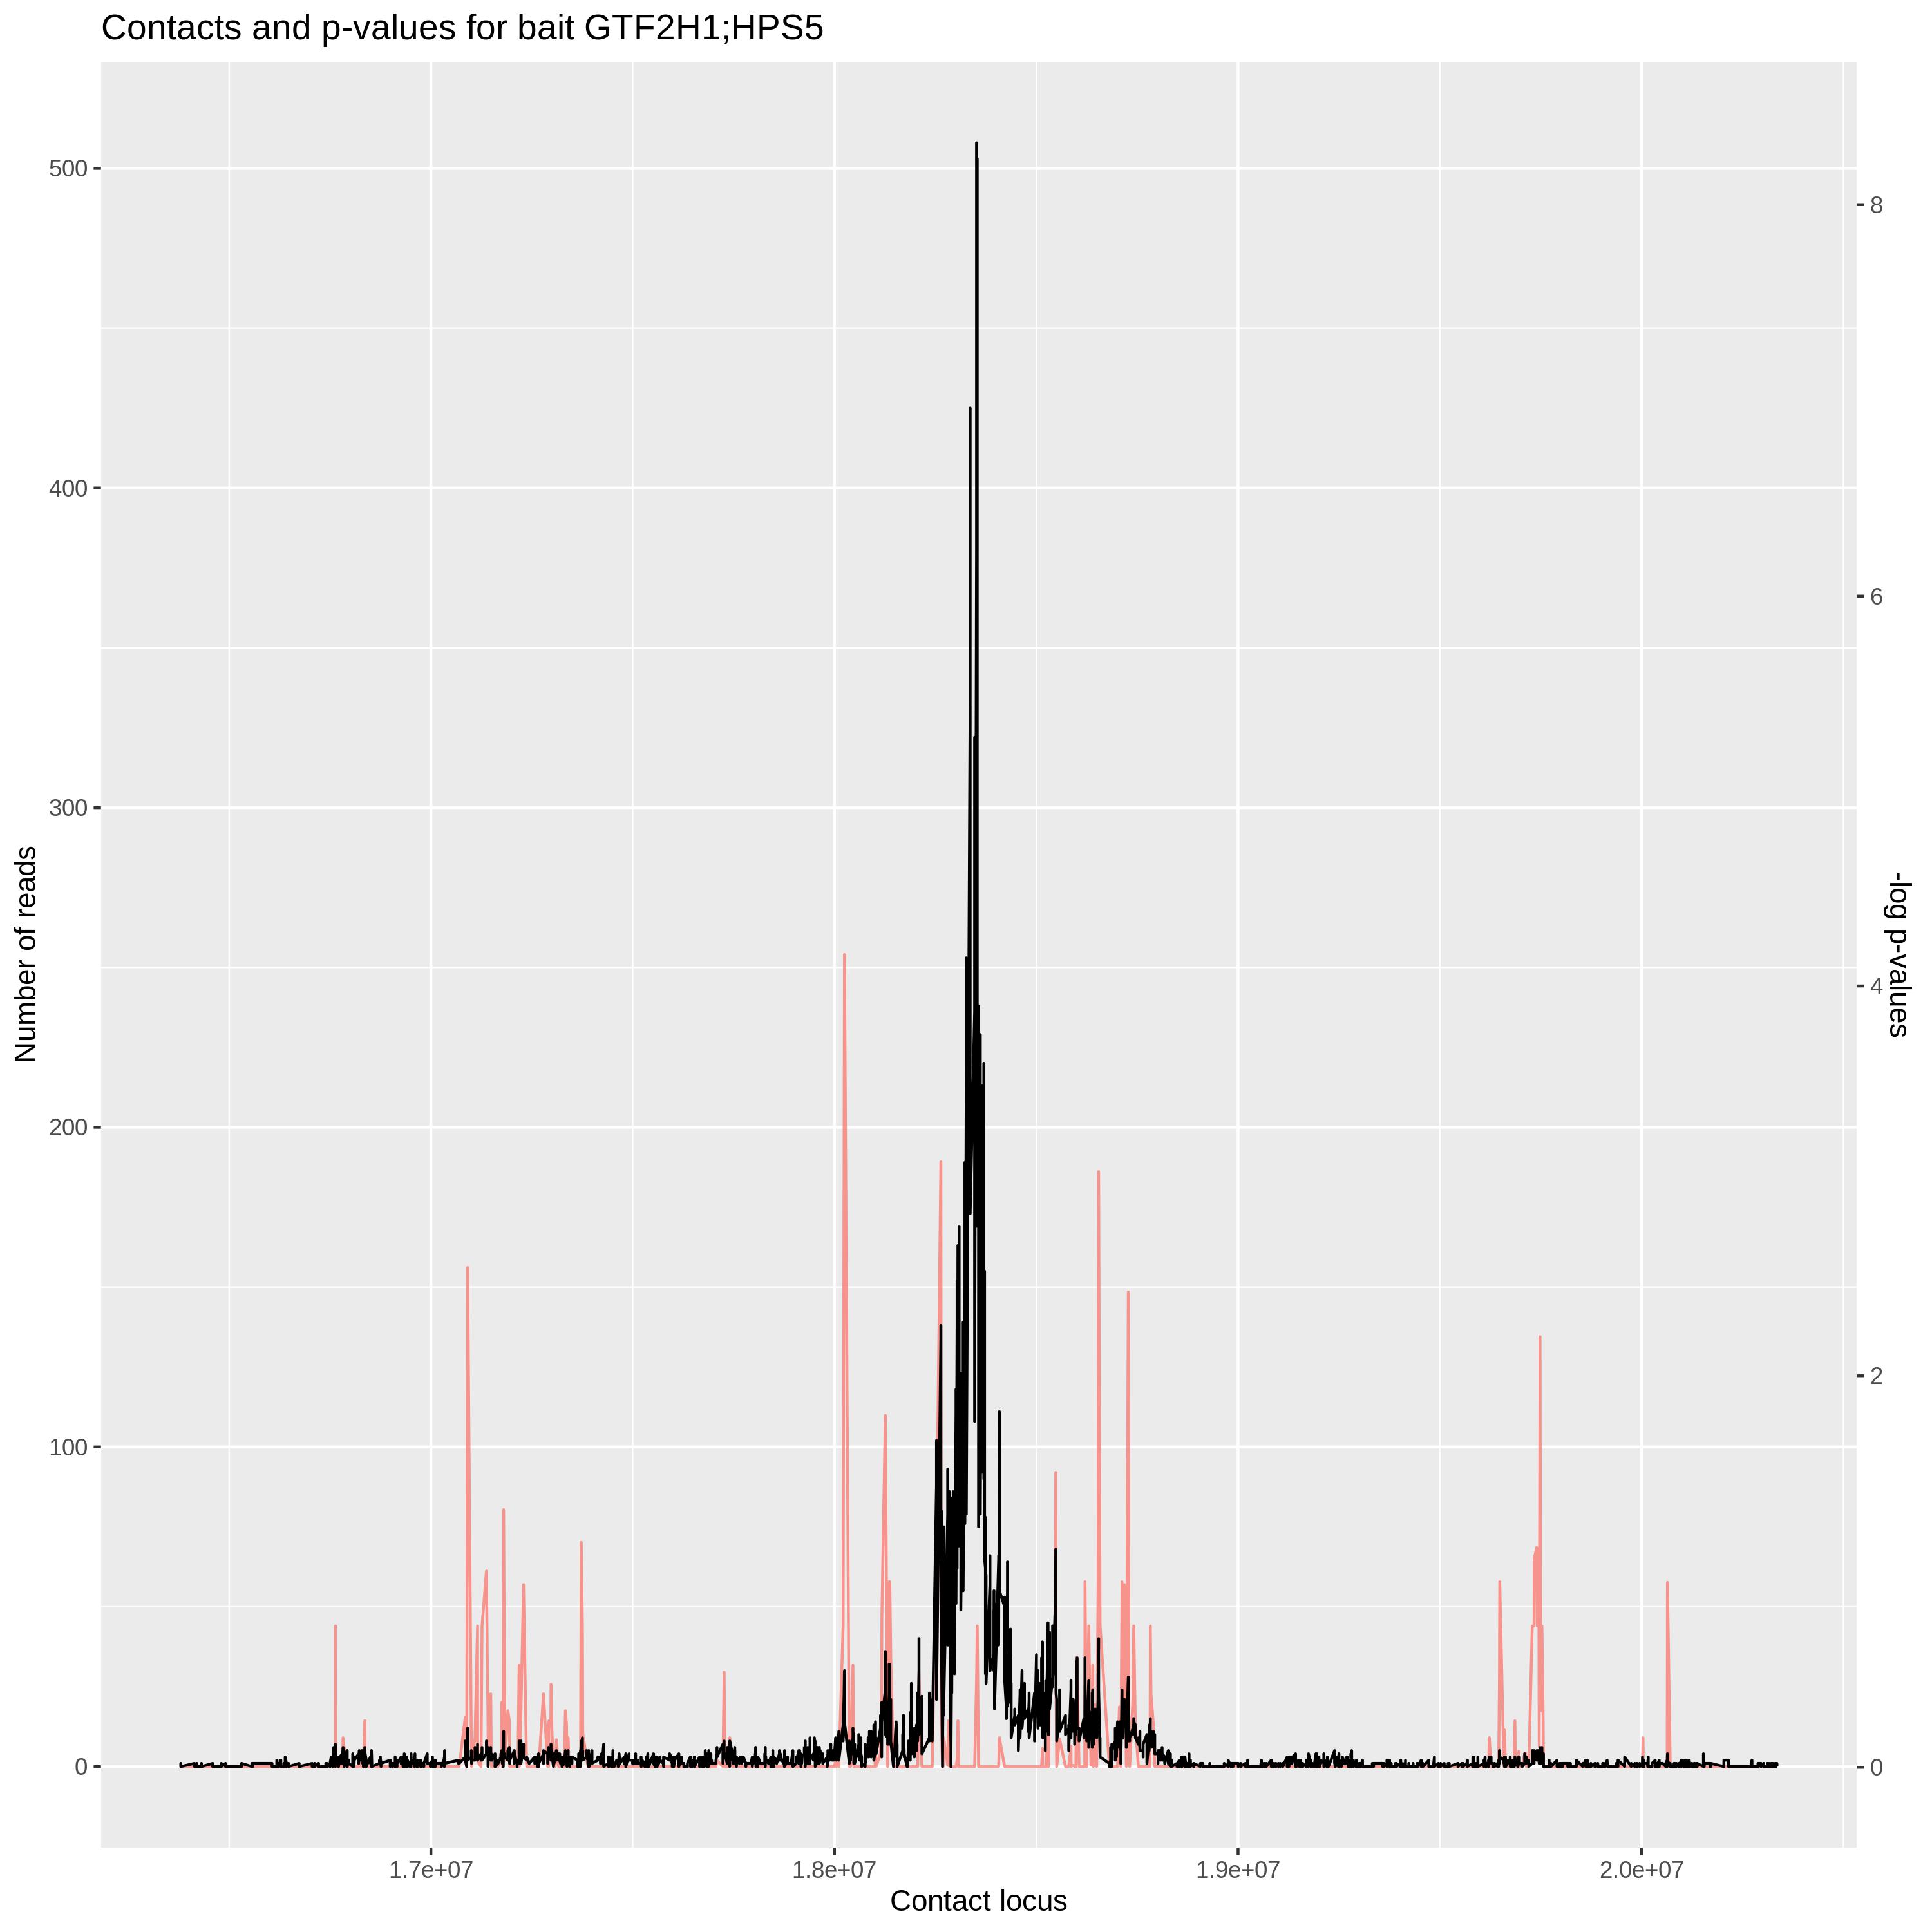 Contacts and p-values for bait GTF2H1;HPS5
500
400
300
200
100
0
Number of reads
8
6
4
2
0
-log p-values
1.7e+07
1.8e+07
1.9e+07
2.0e+07
Contact locus